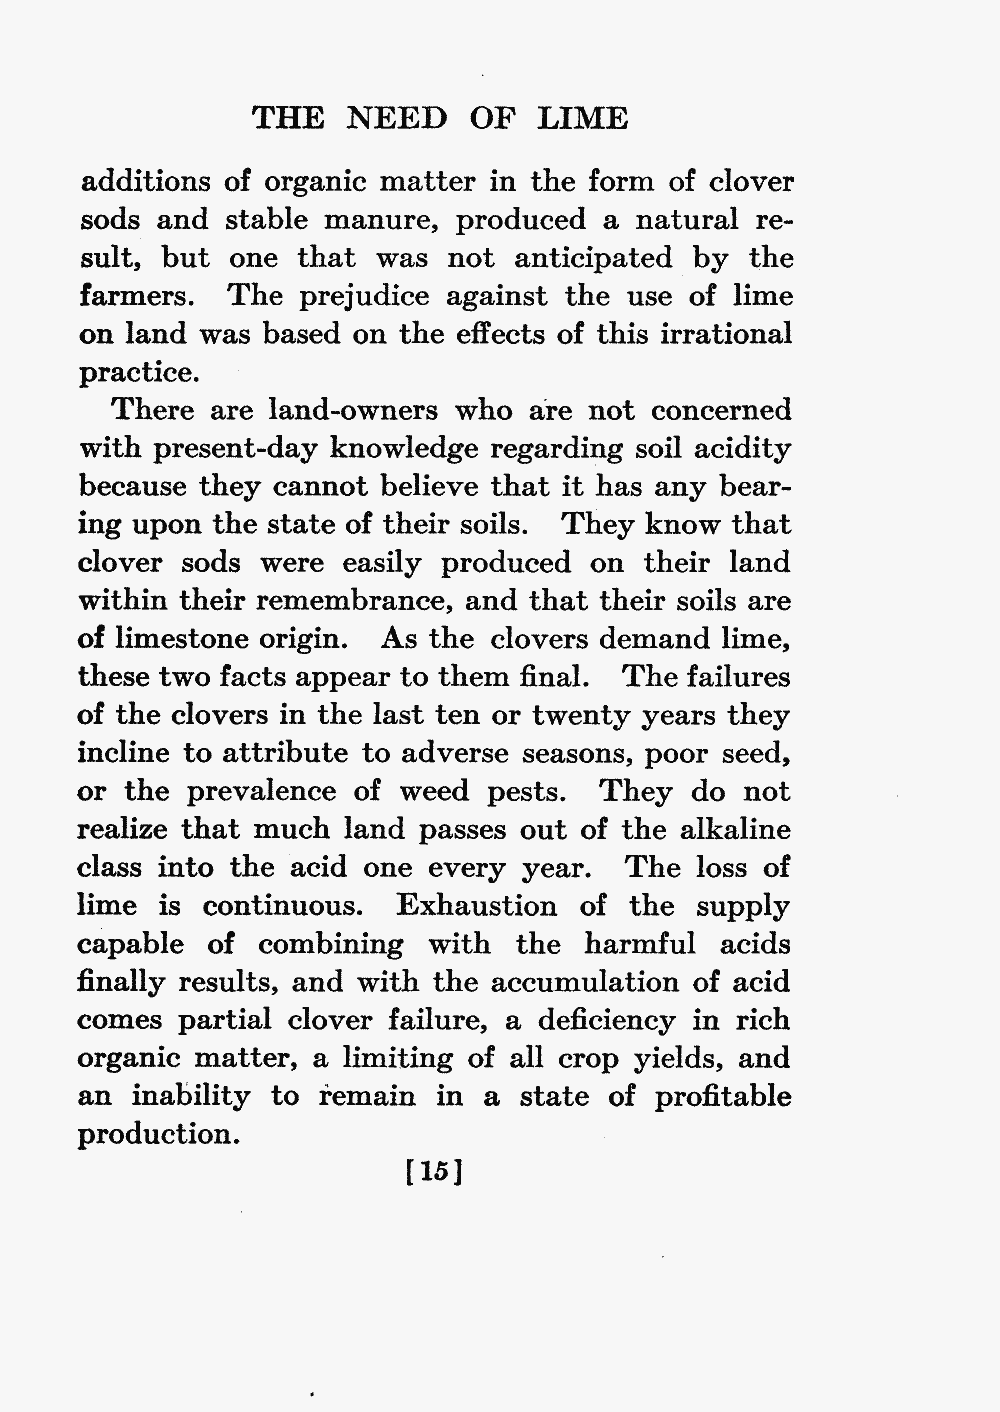 THE NEED OF LIME
additions of organic matter in the form of clover
sods and stable manure, produced a natural re-
sult, but one that was not anticipated by the
farmers. The prejudice against the use of lime
on land was based on the effects of this irrational
practice.
There are land-owners who are not concerned
with present-day knowledge regarding soil acidity
because they cannot believe that it has any bear-
ing upon the state of their soils. They know that
clover sods were easily produced on their land
within their remembrance, and that their soils are
of limestone origin. As the clovers demand lime,
these two facts appear to them final. The failures
of the clovers in the last ten or twenty years they
incline to attribute to adverse seasons, poor seed,
or the prevalence of weed pests. They do not
realize that much land passes out of the alkaline
class into the acid one every year. The loss of
lime is continuous. Exhaustion of the supply
capable of combining with the harmful acids
finally results, and with the accumulation of acid
comes partial clover failure, a deficiency in rich
organic matter, a limiting of all crop yields, and
an inability to remain in a state of profitable
production.
[15]